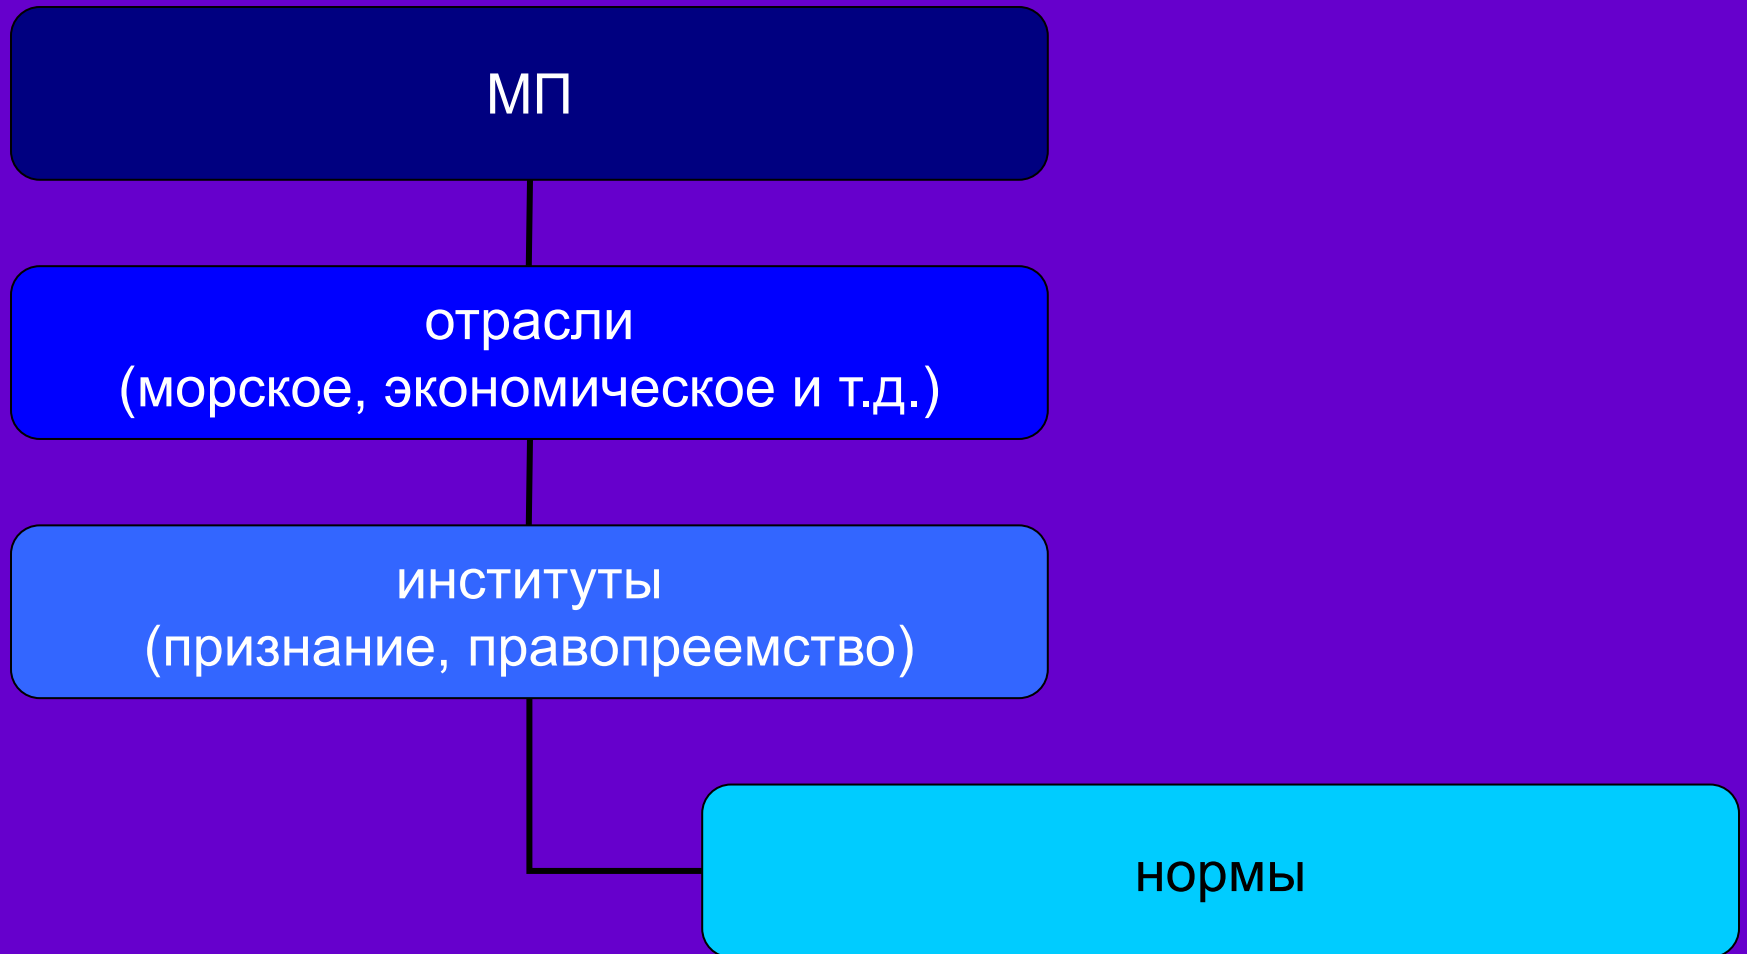 МП
отрасли
(морское, экономическое и т.д.)
институты
(признание, правопреемство)
нормы